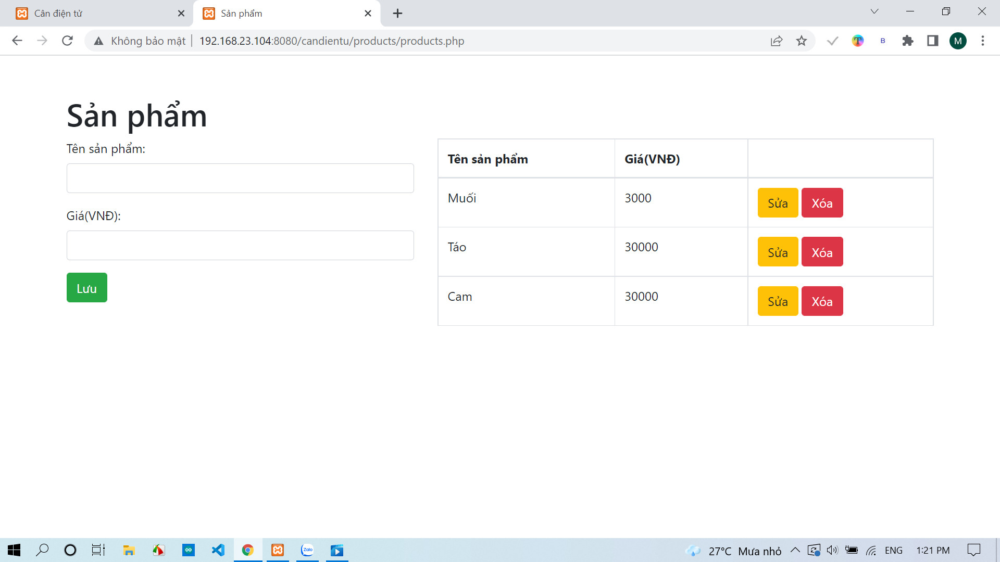 Cân điện tử
Sản phẩm
Không bảo mật
192.168.23.104:8080/candientu/products/products.php
T
B
M
Sản phẩm
Tên sản phẩm:
Giá(VNĐ):
Lưu
Tên sản phẩm Giá(VNĐ)
Muối 3000 Sửa Xóa
Táo 30000 Sửa Xóa
Cam 30000 Sửa Xóa
Zalo
27°C Mưa nhỏ
ENG
1:21 PM